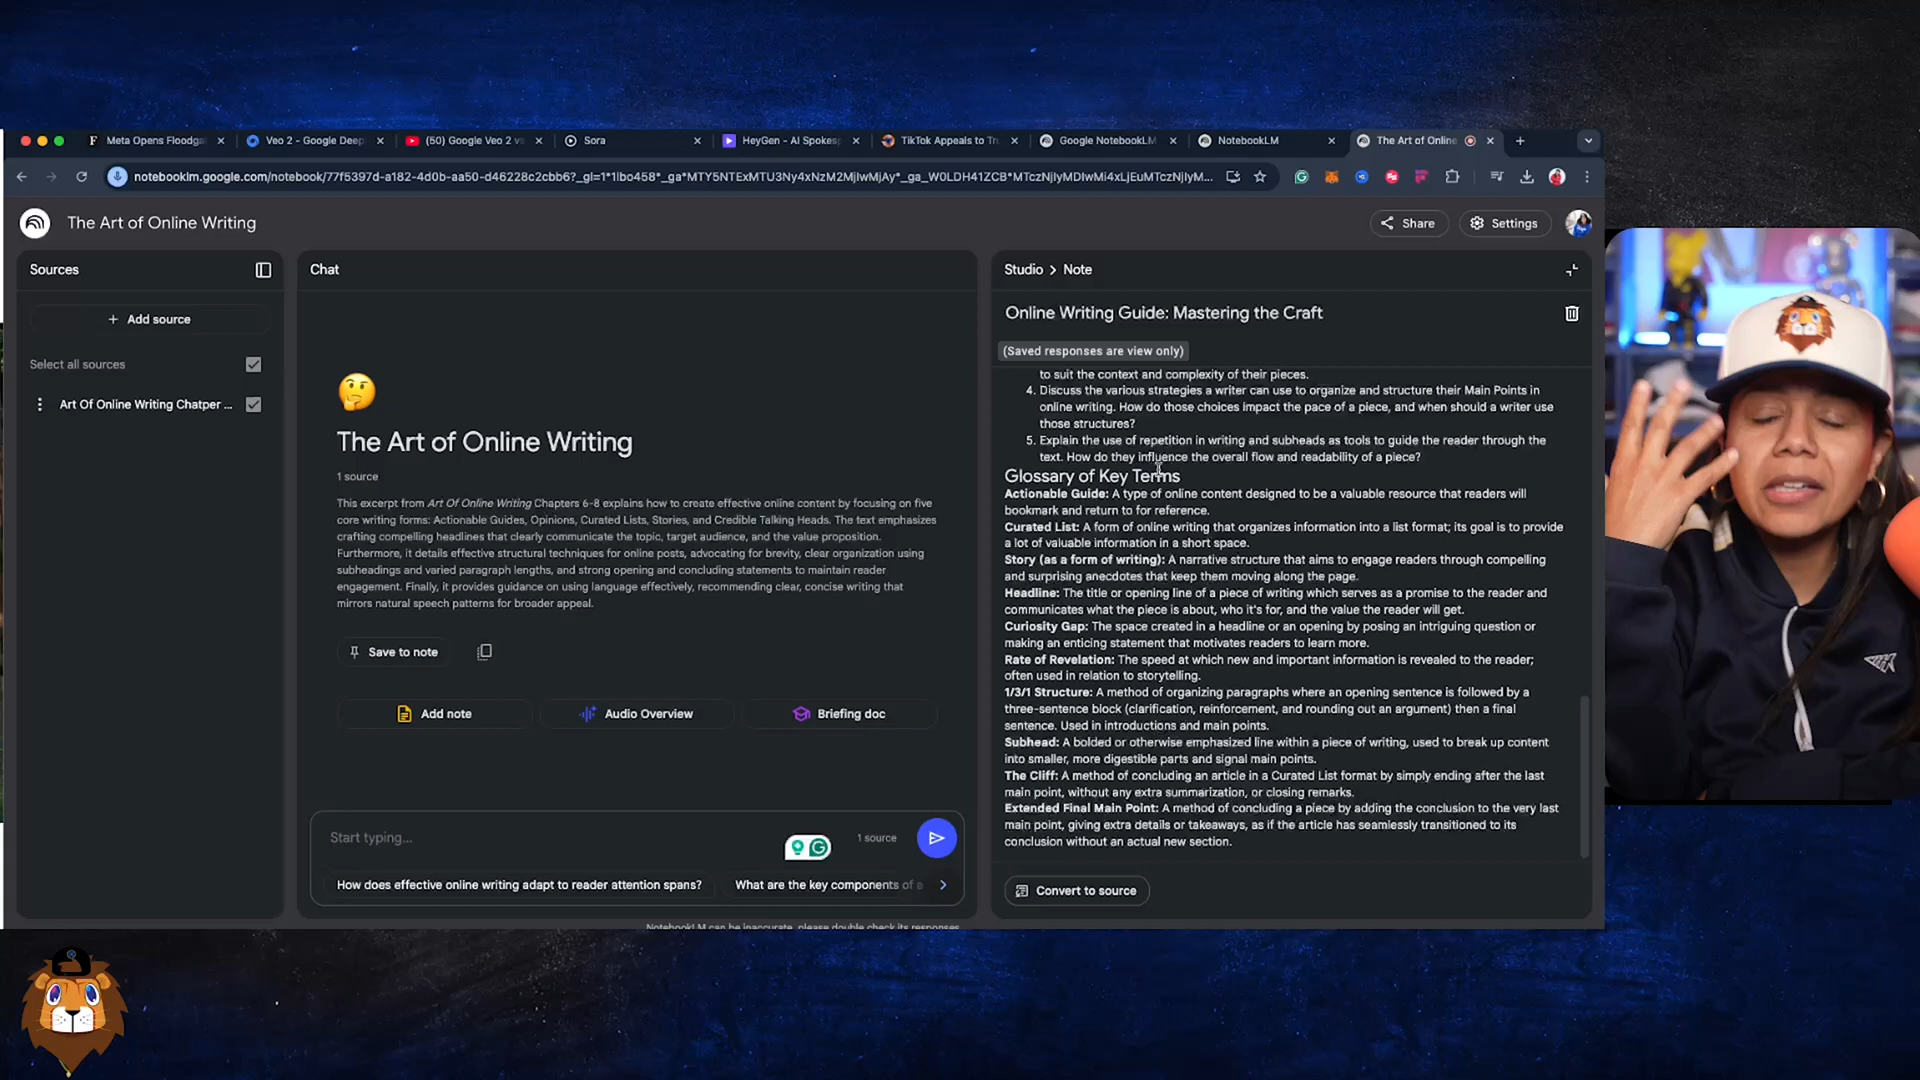 Meta Opens Floodga
Veo 2 - Google Deep
(50) Google Veo 2 v
Sora
HeyGen - AI Spokes
TikTok Appeals to Tr
Google NotebookLM
NotebookLM
The Art of Online
notebooklm.google.com/notebook/77f5397d-a182-4d0b-aa50-d46228c2cbb6?
The Art of Online Writing
Share
Settings
Sources
Add source
Select all sources
Art Of Online Writing Chatper ...
Chat
The Art of Online Writing
1 source
This excerpt from Art Of Online Writing Chapters 6-8 explains how to create effective online content by focusing on five
core writing forms: Actionable Guides, Opinions, Curated Lists, Stories, and Credible Talking Heads. The text emphasizes
crafting compelling headlines that clearly communicate the topic, target audience, and the value proposition.
Furthermore, it details effective structural techniques for online posts, advocating for brevity, clear organization using
subheadings and varied paragraph lengths, and strong opening and concluding statements to maintain reader
engagement. Finally, it provides guidance on using language effectively, recommending clear, concise writing that
mirrors natural speech patterns for broader appeal.
Save to note
Add note
Audio Overview
Briefing doc
Start typing...
1 source
How does effective online writing adapt to reader attention spans?
What are the key components of a
NotebookLM can be inaccurate, please double check its responses.
Studio > Note
Online Writing Guide: Mastering the Craft
(Saved responses are view only)
to suit the context and complexity of their pieces.
4. Discuss the various strategies a writer can use to organize and structure their Main Points in
online writing. How do those choices impact the pace of a piece, and when should a writer use
those structures?
5. Explain the use of repetition in writing and subheads as tools to guide the reader through the
text. How do they influence the overall flow and readability of a piece?
Glossary of Key Terms
Actionable Guide: A type of online content designed to be a valuable resource that readers will
bookmark and return to for reference.
Curated List: A form of online writing that organizes information into a list format; its goal is to provide
a lot of valuable information in a short space.
Story (as a form of writing): A narrative structure that aims to engage readers through compelling
and surprising anecdotes that keep them moving along the page.
Headline: The title or opening line of a piece of writing which serves as a promise to the reader and
communicates what the piece is about, who it's for, and the value the reader will get.
Curiosity Gap: The space created in a headline or an opening by posing an intriguing question or
making an enticing statement that motivates readers to learn more.
Rate of Revelation: The speed at which new and important information is revealed to the reader;
often used in relation to storytelling.
1/3/1 Structure: A method of organizing paragraphs where an opening sentence is followed by a
three-sentence block (clarification, reinforcement, and rounding out an argument) then a final
sentence. Used in introductions and main points.
Subhead: A bolded or otherwise emphasized line within a piece of writing, used to break up content
into smaller, more digestible parts and signal main points.
The Cliff: A method of concluding an article in a Curated List format by simply ending after the last
main point, without any extra summarization, or closing remarks.
Extended Final Main Point: A method of concluding a piece by adding the conclusion to the very last
main point, giving extra details or takeaways, as if the article has seamlessly transitioned to its
conclusion without an actual new section.
Convert to source